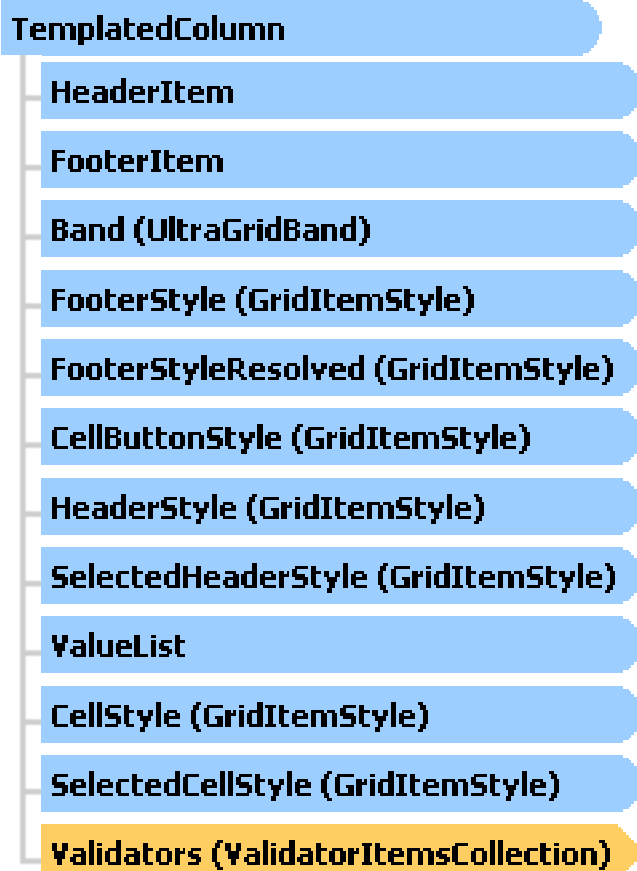 TemplatedColumn
HeaderItem
FooterItem
Band (UltraGridBand)
FooterStyle (GridItemStyle)
FooterStyleResolved (GridItemStyle)
CellButtonStyle (GridItemStyle)
HeaderStyle (GridItemStyle)
SelectedHeaderStyle (GridItemStyle)
ValueList
CellStyle (GridItemStyle)
SelectedCellStyle (GridItemStyle)
Validators (ValidatorItemsCollection)